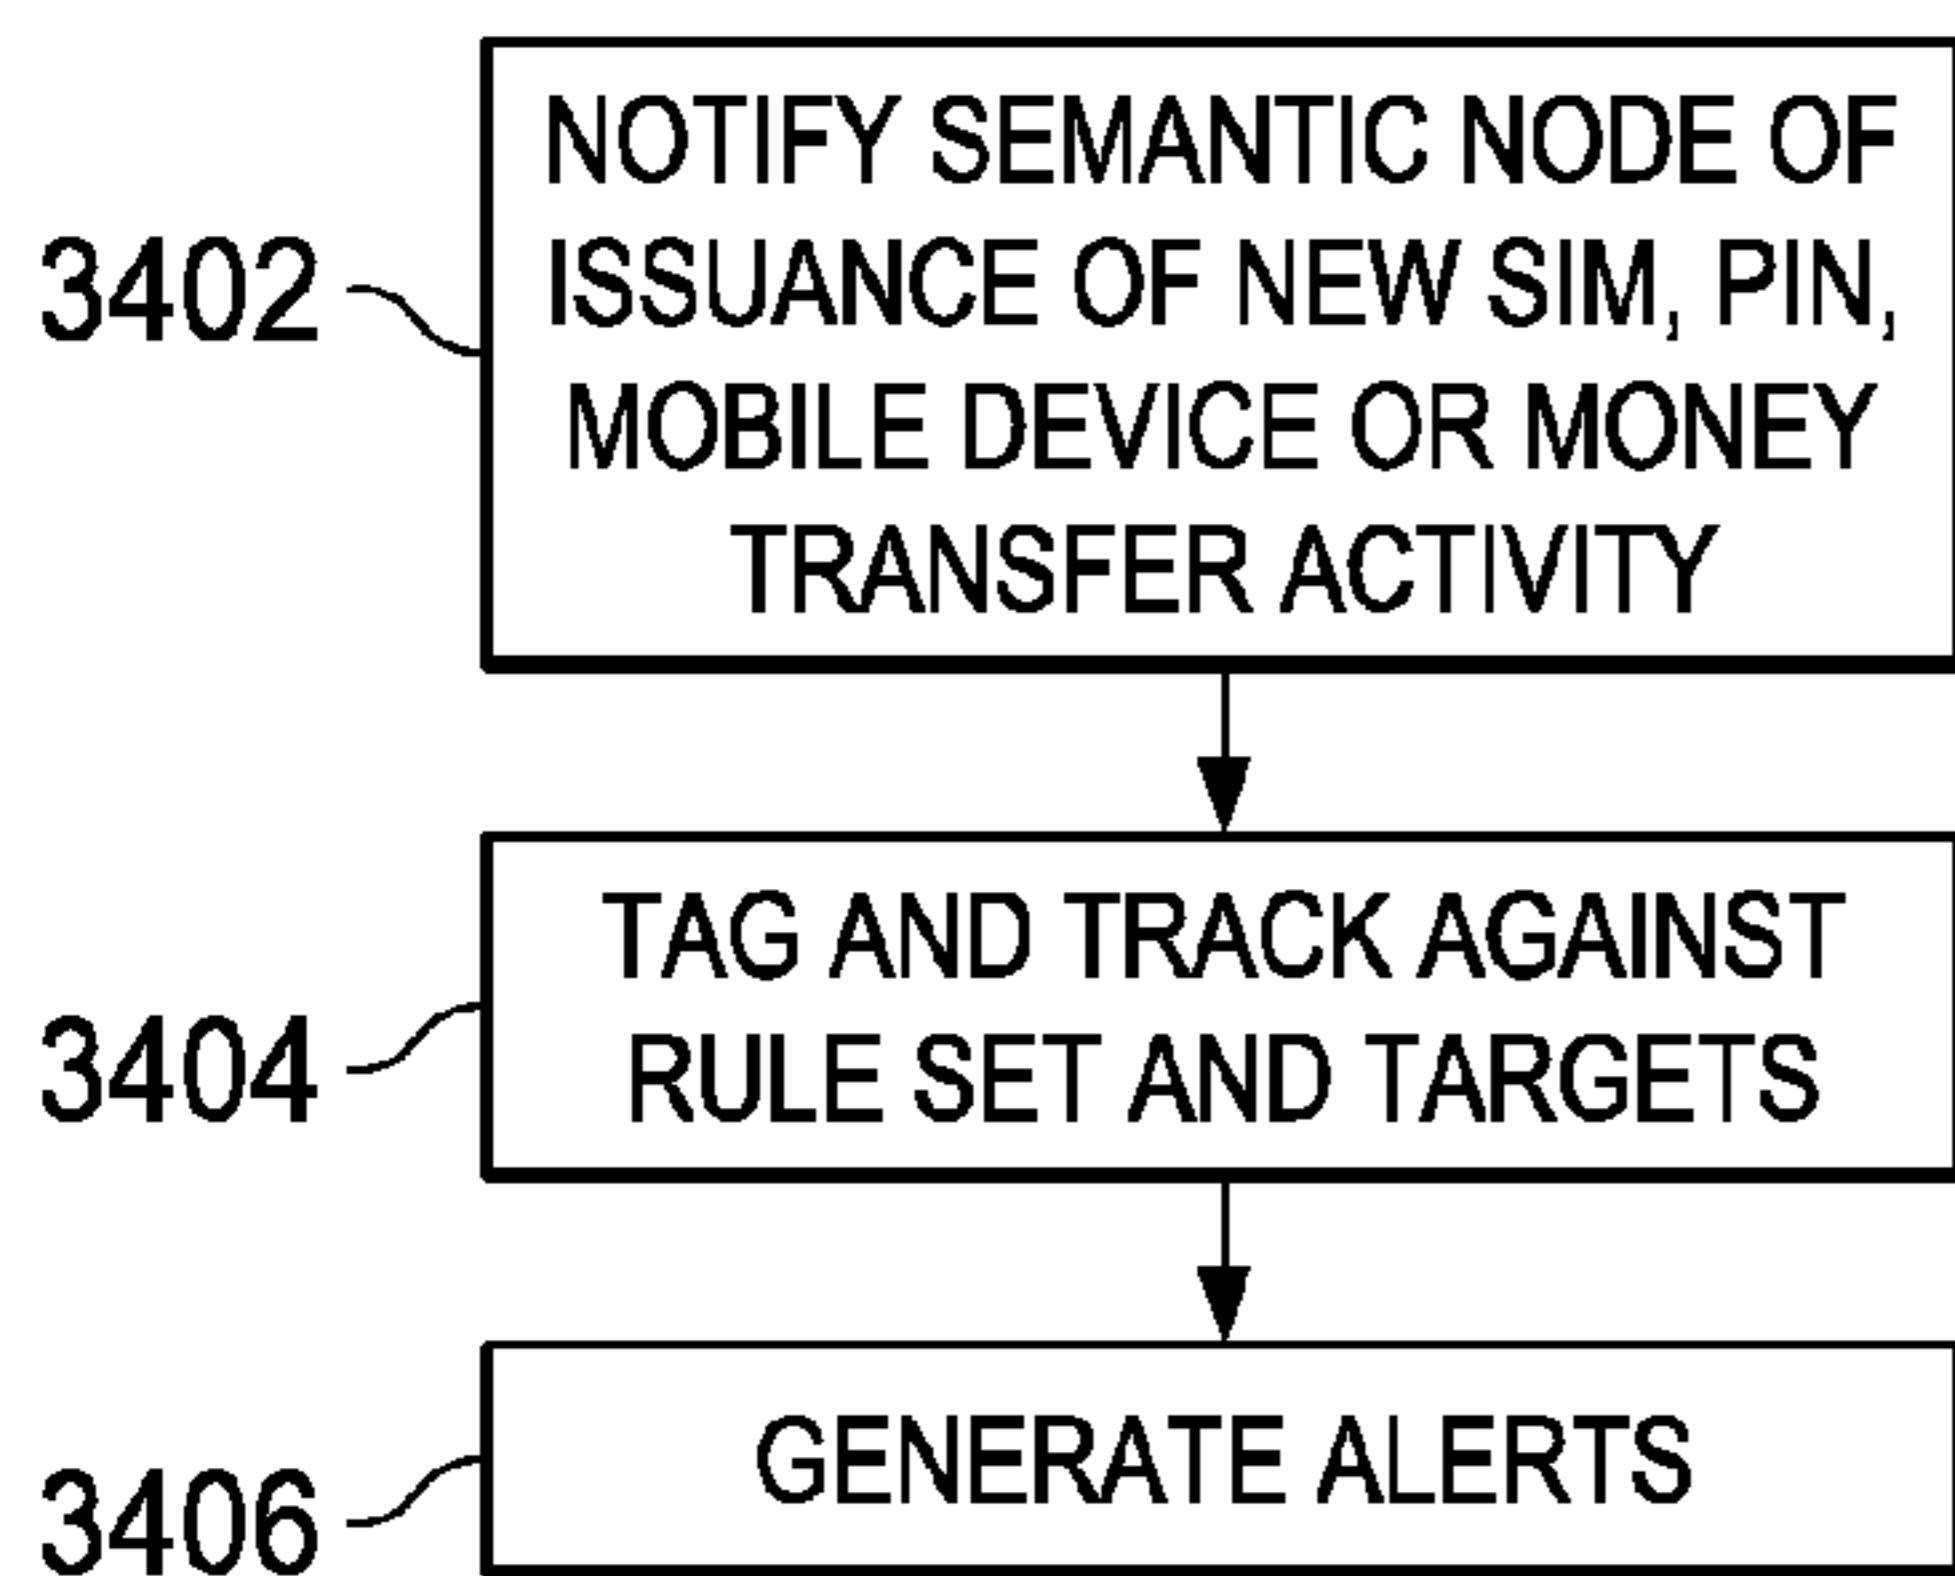 3402
NOTIFY SEMANTIC NODE OF
ISSUANCE OF NEW SIM, PIN,
MOBILE DEVICE OR MONEY
TRANSFER ACTIVITY
3404
TAG AND TRACK AGAINST
RULE SET AND TARGETS
3406
GENERATE ALERTS